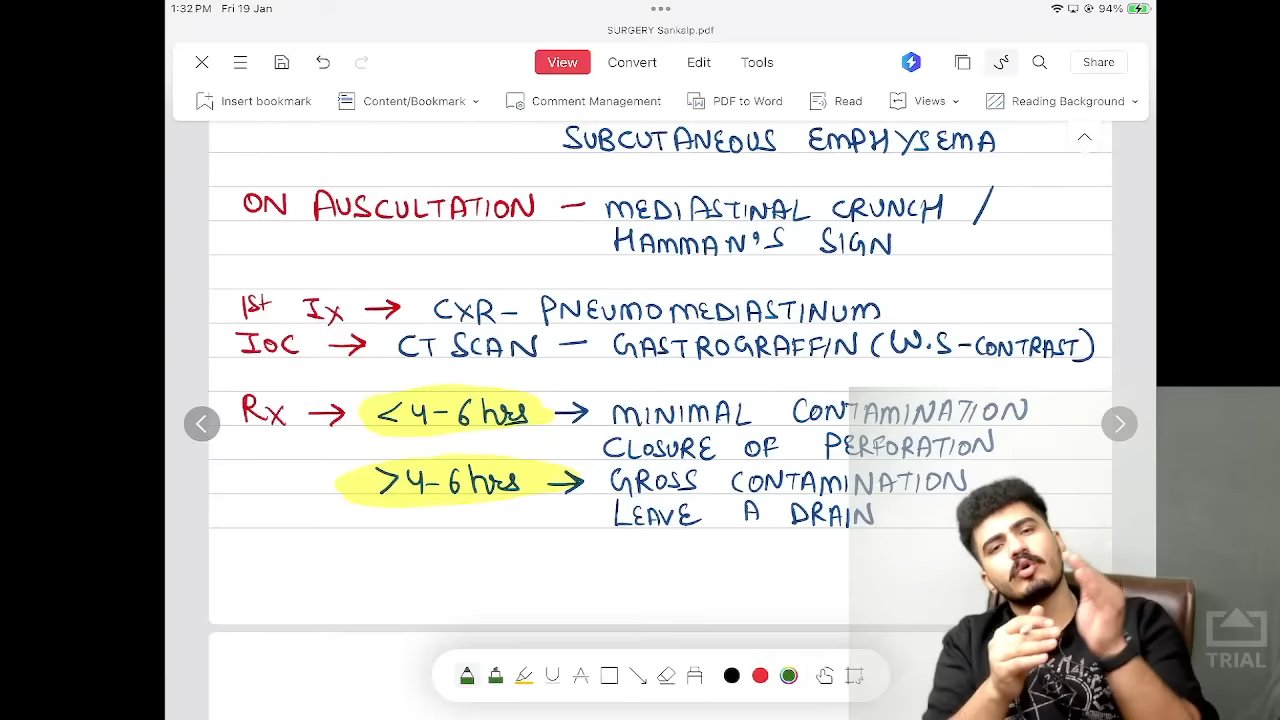 1:32 PM Fri 19 Jan
94%
SURGERY Sankalp.pdf
View Convert Edit Tools
Share
Insert bookmark Content/Bookmark Comment Management PDF to Word Read Views Reading Background
SUBCUTANEOUS EMPHYSEMA
ON AUSCULTATION — MEDIASTINAL CRUNCH /
HAMMAN'S SIGN
1st Ix → CXR - PNEUMOMEDIASTINUM
IOC → CT SCAN — GASTROGRAFFIN (W.S-CONTRAST)
Rx → < 4-6 hrs → MINIMAL CONTAMINATION
CLOSURE OF PERFORATION
> 4-6 hrs → GROSS CONTAMINATION
LEAVE A DRAIN
TRIAL